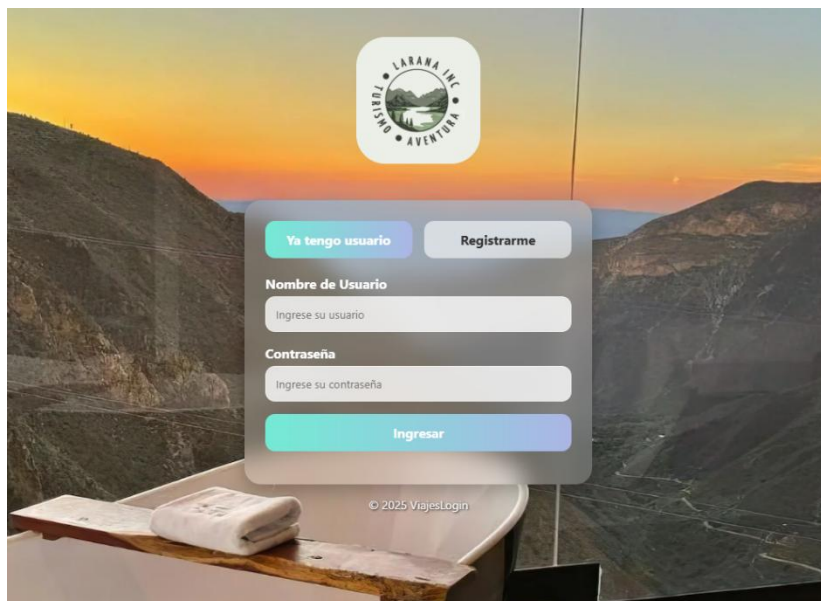 LARANA INC
TURISMO AVENTURA
Ya tengo usuario
Registrarme
Nombre de Usuario
Ingrese su usuario
Contraseña
Ingrese su contraseña
Ingresar
© 2025 ViajesLogin